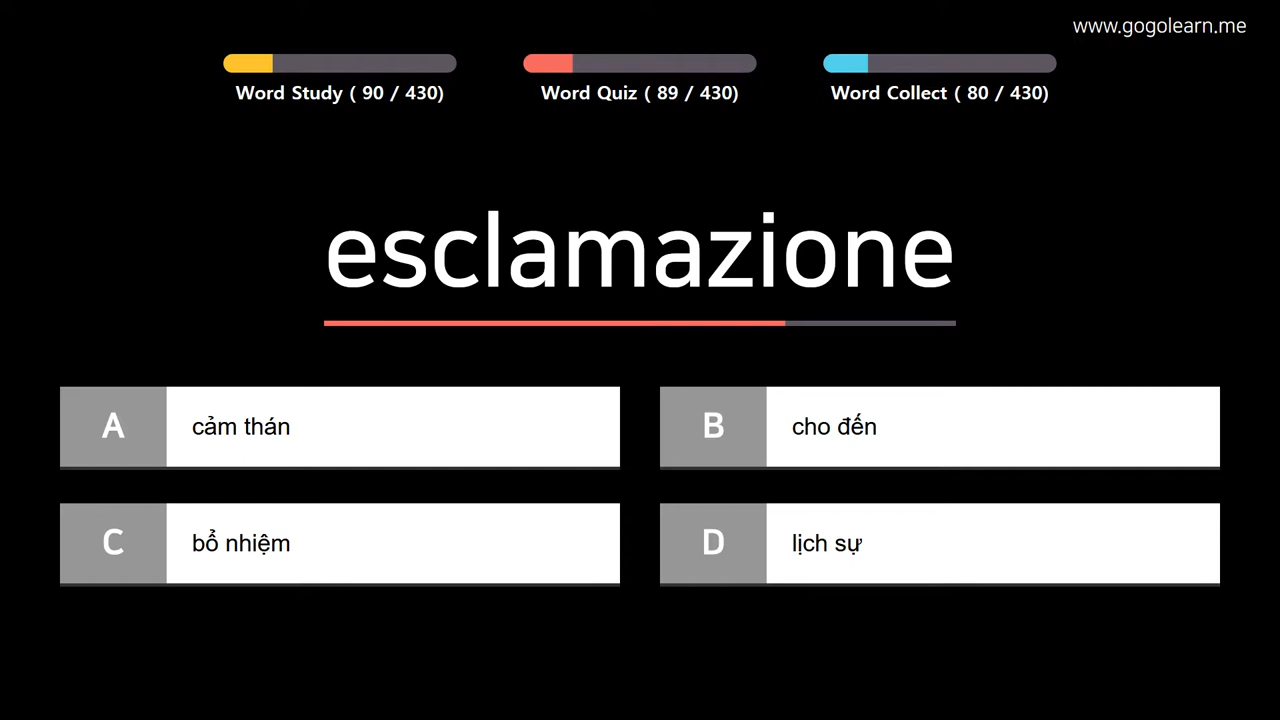 www.gogolearn.me
Word Study ( 90 / 430)
Word Quiz ( 89 / 430)
Word Collect ( 80 / 430)
esclamazione
A cảm thán
B cho đến
C bổ nhiệm
D lịch sự